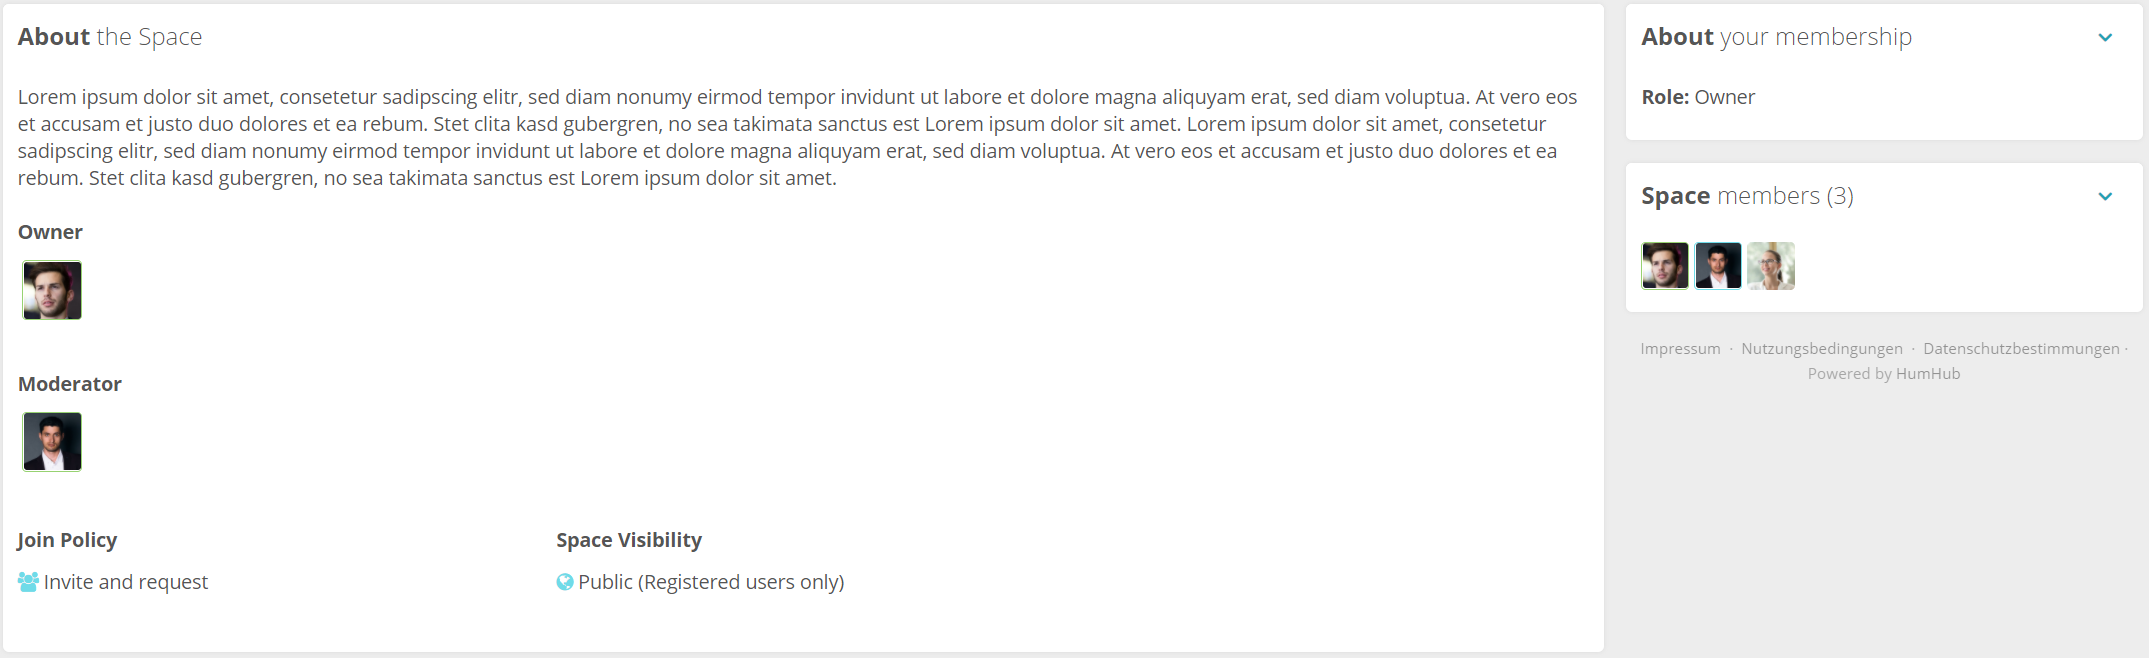 About the Space
Lorem ipsum dolor sit amet, consetetur sadipscing elitr, sed diam nonumy eirmod tempor invidunt ut labore et dolore magna aliquyam erat, sed diam voluptua. At vero eos
et accusam et justo duo dolores et ea rebum. Stet clita kasd gubergren, no sea takimata sanctus est Lorem ipsum dolor sit amet. Lorem ipsum dolor sit amet, consetetur
sadipscing elitr, sed diam nonumy eirmod tempor invidunt ut labore et dolore magna aliquyam erat, sed diam voluptua. At vero eos et accusam et justo duo dolores et ea
rebum. Stet clita kasd gubergren, no sea takimata sanctus est Lorem ipsum dolor sit amet.
Owner
Moderator
Join Policy
Invite and request
Space Visibility
Public (Registered users only)
About your membership
Role: Owner
Space members (3)
Impressum · Nutzungsbedingungen · Datenschutzbestimmungen ·
Powered by HumHub